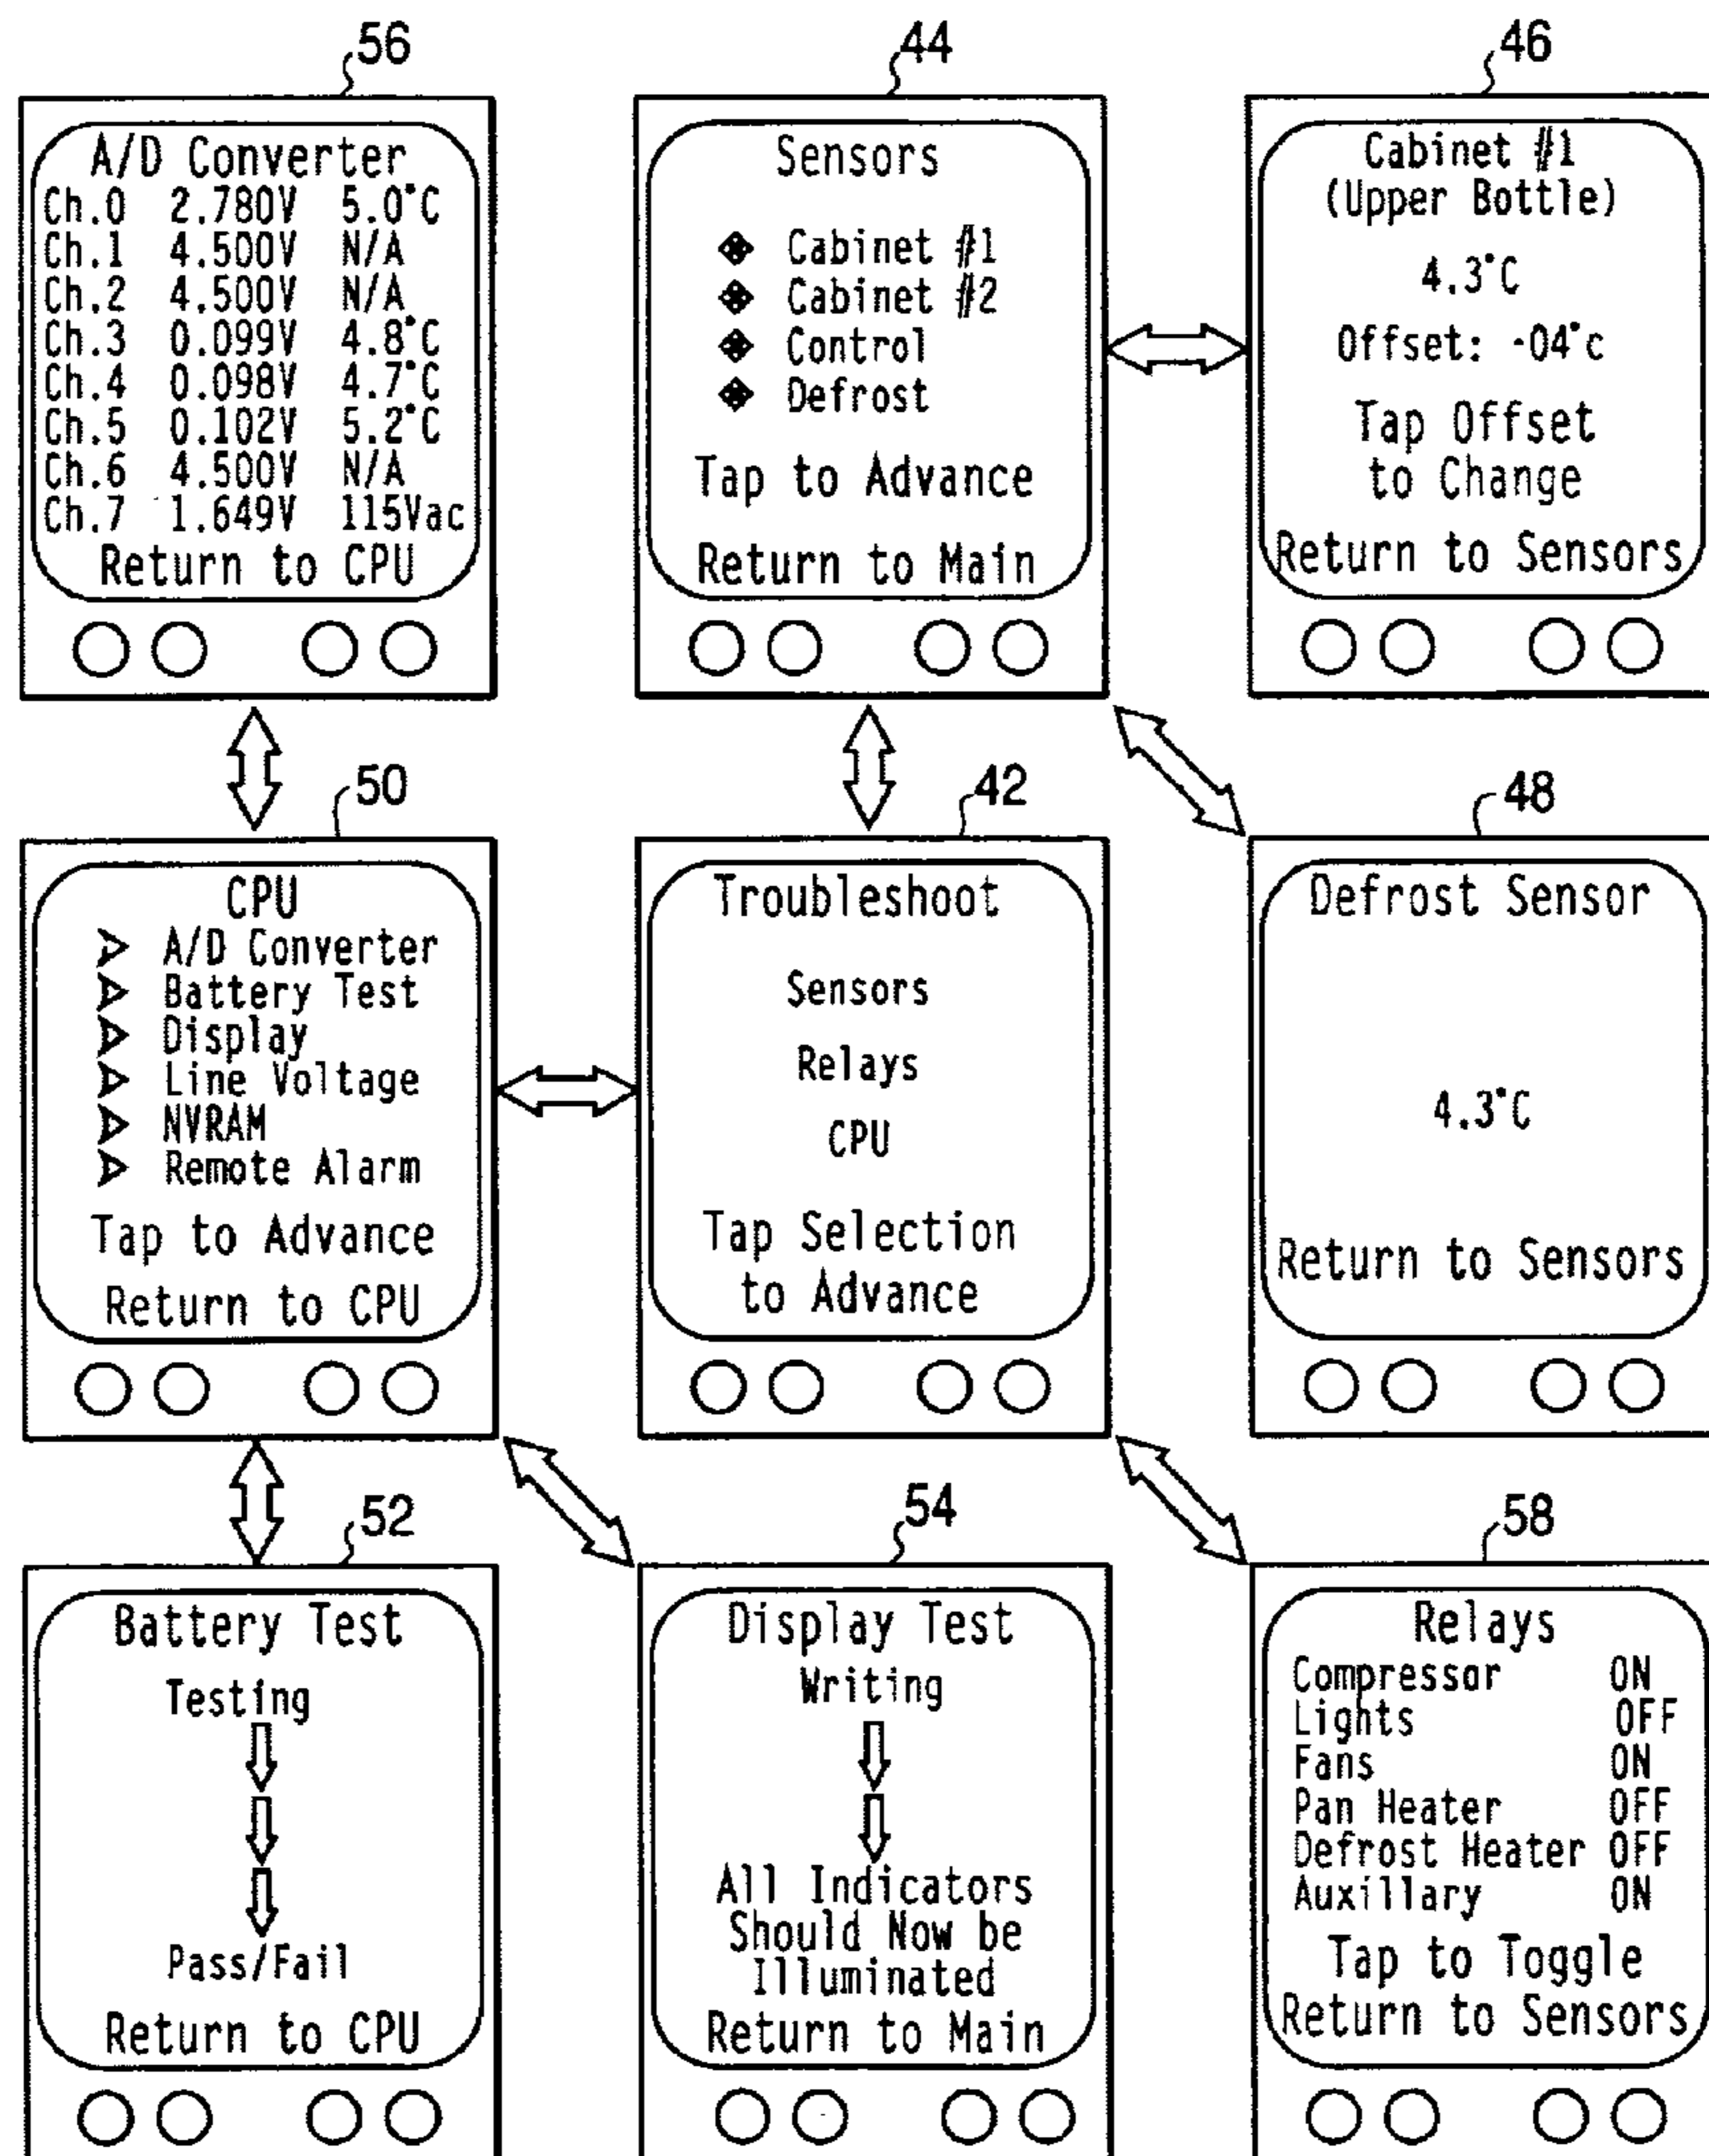 56
A/D Converter
Ch.0 2.780V 5.0°C
Ch.1 4.500V N/A
Ch.2 4.500V N/A
Ch.3 0.099V 4.8°C
Ch.4 0.098V 4.7°C
Ch.5 0.102V 5.2°C
Ch.6 4.500V N/A
Ch.7 1.649V 115Vac
Return to CPU
44
Sensors
Cabinet #1
Cabinet #2
Control
Defrost
Tap to Advance
Return to Main
46
Cabinet #1
(Upper Bottle)
4.3°C
Offset: -04°c
Tap Offset
to Change
Return to Sensors
50
CPU
A/D Converter
Battery Test
Display
Line Voltage
NVRAM
Remote Alarm
Tap to Advance
Return to CPU
42
Troubleshoot
Sensors
Relays
CPU
Tap Selection
to Advance
48
Defrost Sensor
4.3°C
Return to Sensors
52
Battery Test
Testing
Pass/Fail
Return to CPU
54
Display Test
Writing
All Indicators
Should Now be
Illuminated
Return to Main
58
Relays
Compressor ON
Lights OFF
Fans ON
Pan Heater OFF
Defrost Heater OFF
Auxillary ON
Tap to Toggle
Return to Sensors